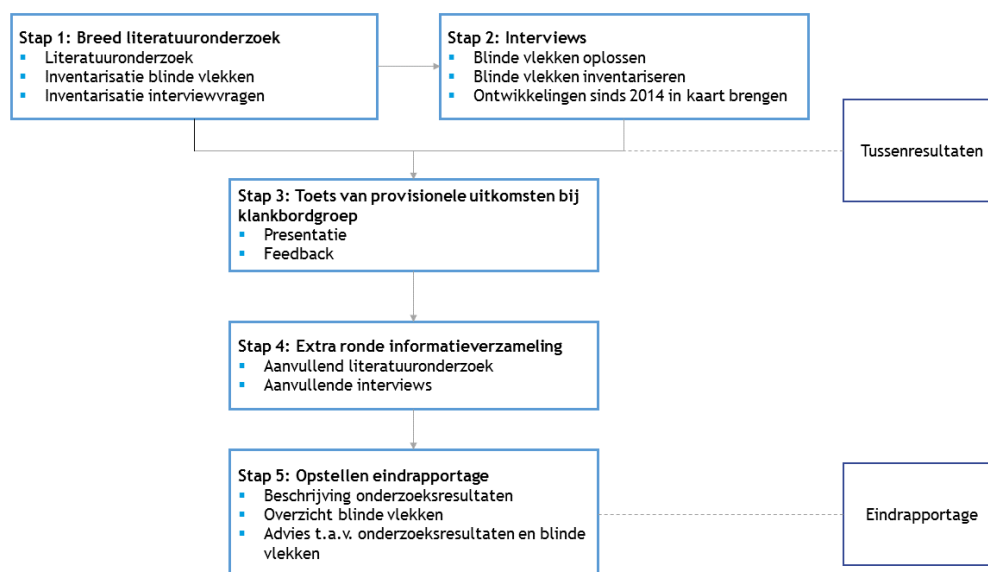 Stap 1: Breed literatuuronderzoek
▪ Literatuuronderzoek
▪ Inventarisatie blinde vlekken
▪ Inventarisatie interviewvragen
Stap 2: Interviews
▪ Blinde vlekken oplossen
▪ Blinde vlekken inventariseren
▪ Ontwikkelingen sinds 2014 in kaart brengen
Tussenresultaten
Stap 3: Toets van provisionele uitkomsten bij
klankbordgroep
▪ Presentatie
▪ Feedback
Stap 4: Extra ronde informatieverzameling
▪ Aanvullend literatuuronderzoek
▪ Aanvullende interviews
Stap 5: Opstellen eindrapportage
▪ Beschrijving onderzoeksresultaten
▪ Overzicht blinde vlekken
▪ Advies t.a.v. onderzoeksresultaten en blinde
vlekken
Eindrapportage